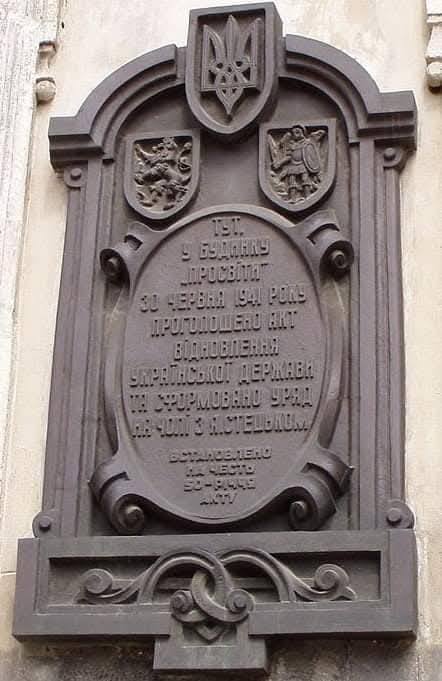 ТУТ,
У БУДИНКУ
„ПРОСВІТИ"
30 ЧЕРВНЯ 1941 РОКУ
ПРОГОЛОШЕНО АКТ
ВІДНОВЛЕННЯ
УКРАЇНСЬКОЇ ДЕРЖАВИ
ТА СФОРМОВАНО УРЯД
НА ЧОЛІ З Я.СТЕЦЬКОМ
ВСТАНОВЛЕНО
НА ЧЕСТЬ
50-РІЧЧЯ
АКТУ